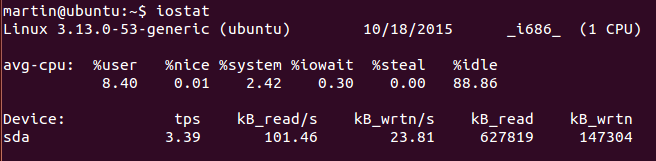 martin@ubuntu:~$ iostat
Linux 3.13.0-53-generic (ubuntu) 10/18/2015 _i686_ (1 CPU)
avg-cpu: %user %nice %system %iowait %steal %idle
8.40 0.01 2.42 0.30 0.00 88.86
Device: tps kB_read/s kB_wrtn/s kB_read kB_wrtn
sda 3.39 101.46 23.81 627819 147304